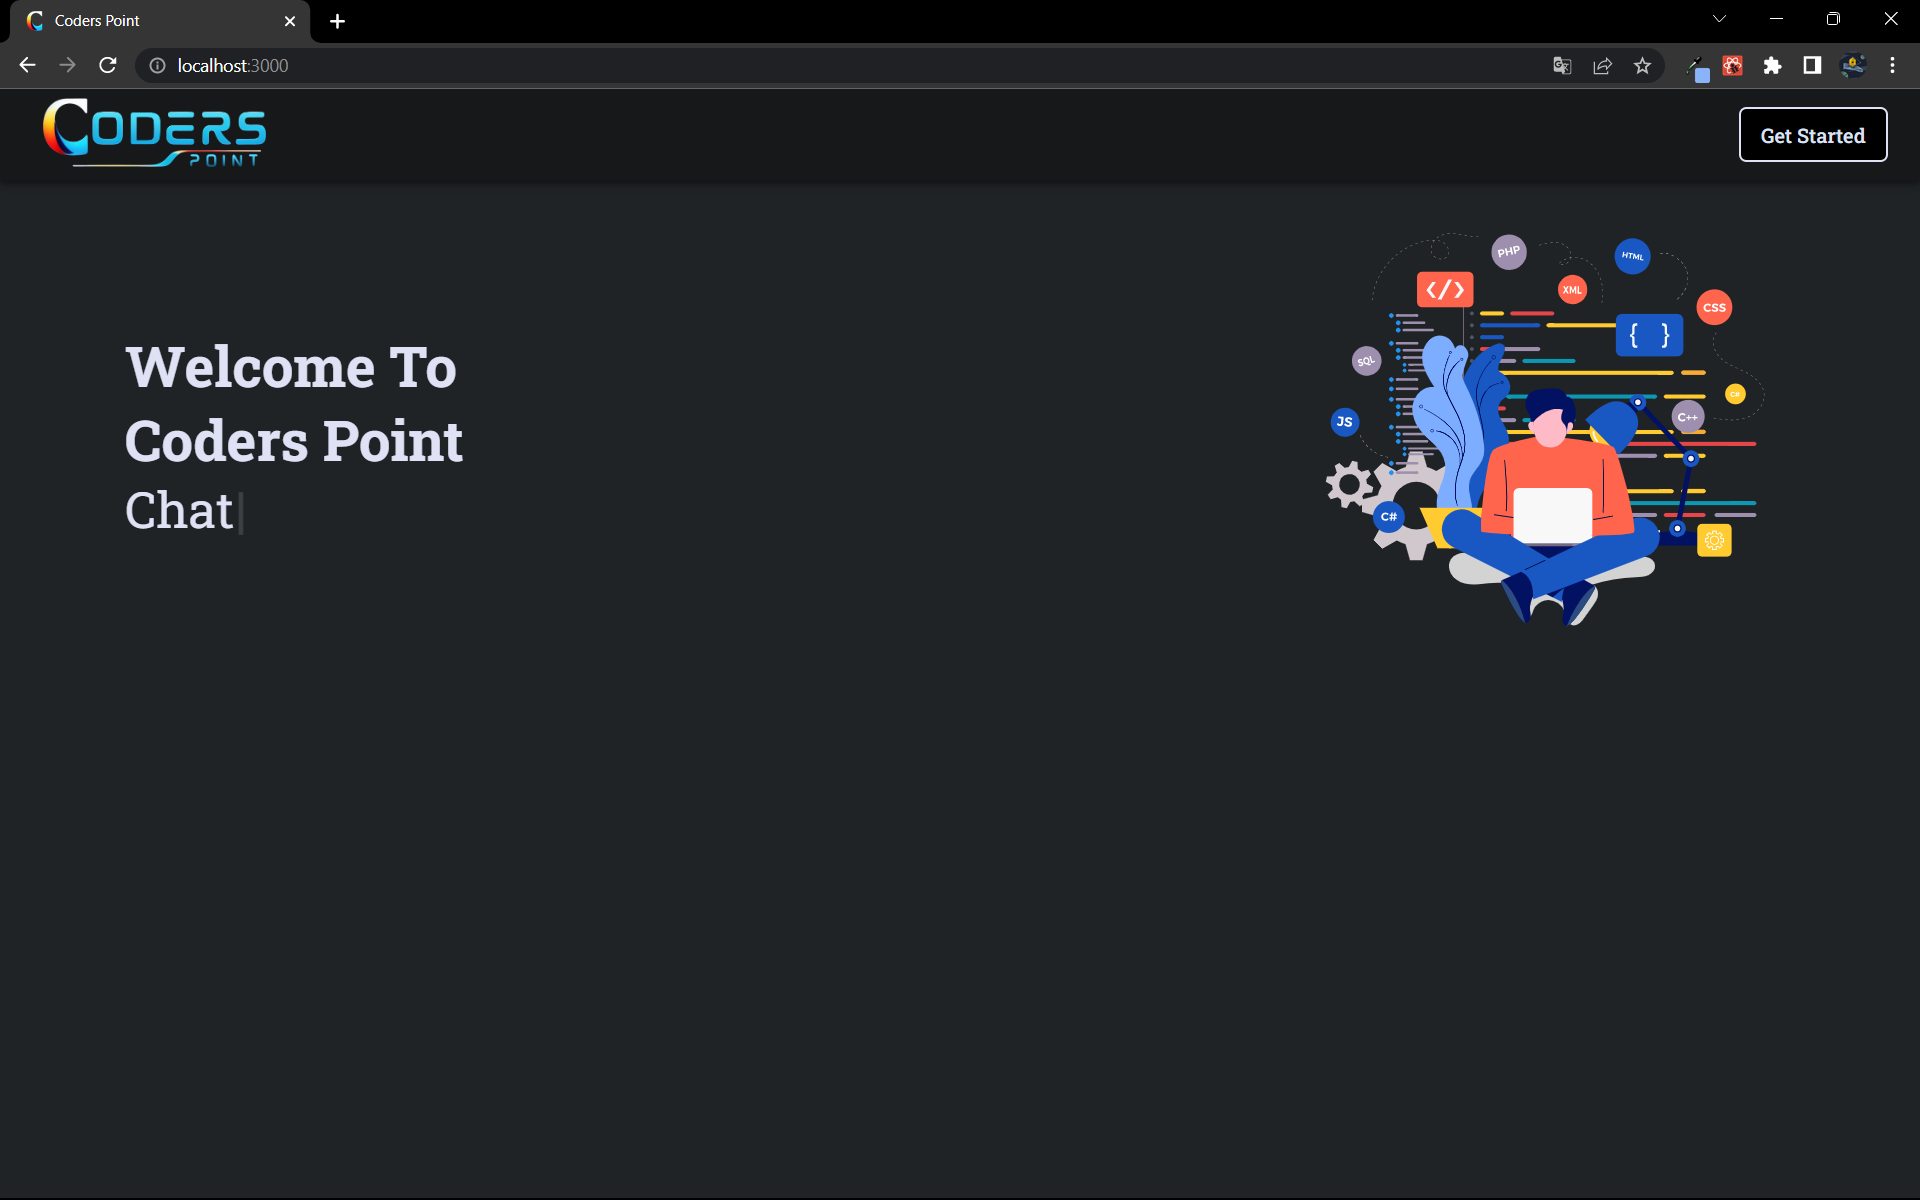 Coders Point
localhost:3000
CODERS
POINT
Get Started
Welcome To
Coders Point
Chat
PHP
HTML
</>
XML
CSS
{ }
SQL
C#
C++
JS
C#